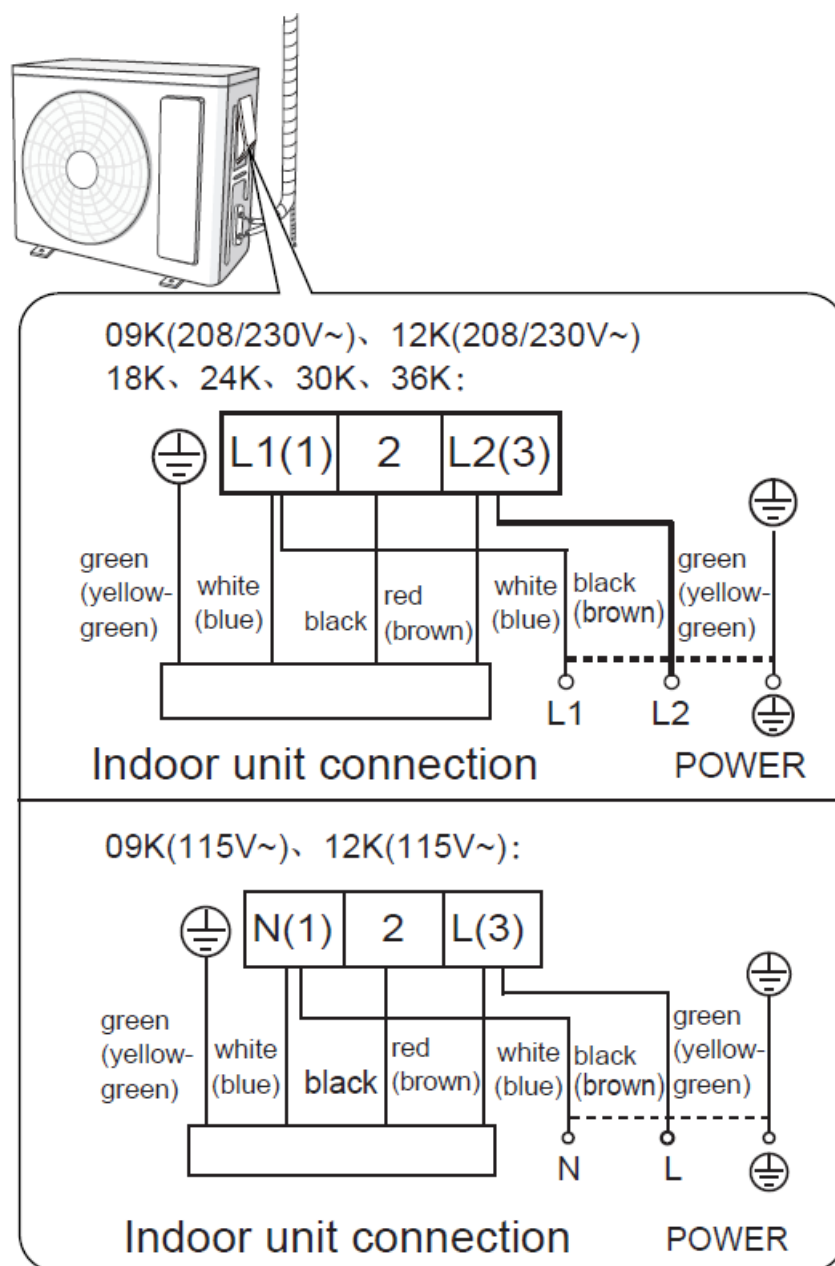 09K(208/230V~)、12K(208/230V~)
18K、24K、30K、36K:
L1(1) 2 L2(3)
green
(yellow-
green)
white
(blue)
black
red
(brown)
white
(blue)
black
(brown)
green
(yellow-
green)
L1 L2
Indoor unit connection POWER
09K(115V~)、12K(115V~):
N(1) 2 L(3)
green
(yellow-
green)
white
(blue)
black
red
(brown)
white
(blue)
black
(brown)
green
(yellow-
green)
N L
Indoor unit connection POWER